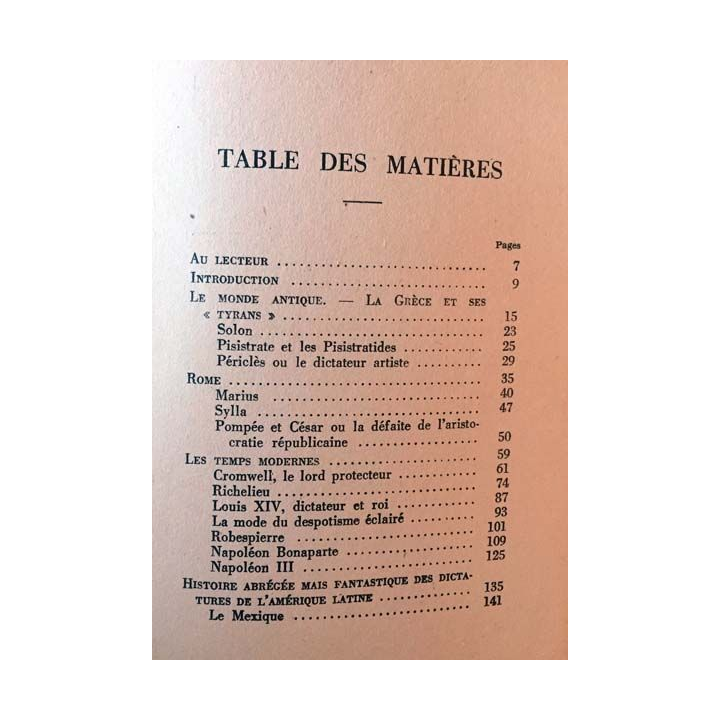 TABLE DES MATIÈRES
Pages
AU LECTEUR .......... 7
INTRODUCTION .......... 9
LE MONDE ANTIQUE. — LA GRÈCE ET SES
« TYRANS » .......... 15
Solon .......... 23
Pisistrate et les Pisistratides .......... 25
Périclès ou le dictateur artiste .......... 29
ROME .......... 35
Marius .......... 40
Sylla .......... 47
Pompée et César ou la défaite de l'aristo-
cratie républicaine .......... 50
LES TEMPS MODERNES .......... 59
Cromwell, le lord protecteur .......... 61
Richelieu .......... 74
Louis XIV, dictateur et roi .......... 87
La mode du despotisme éclairé .......... 93
Robespierre .......... 101
Napoléon Bonaparte .......... 109
Napoléon III .......... 125
HISTOIRE ABRÉGÉE MAIS FANTASTIQUE DES DICTA-
TURES DE L'AMÉRIQUE LATINE .......... 135
Le Mexique .......... 141